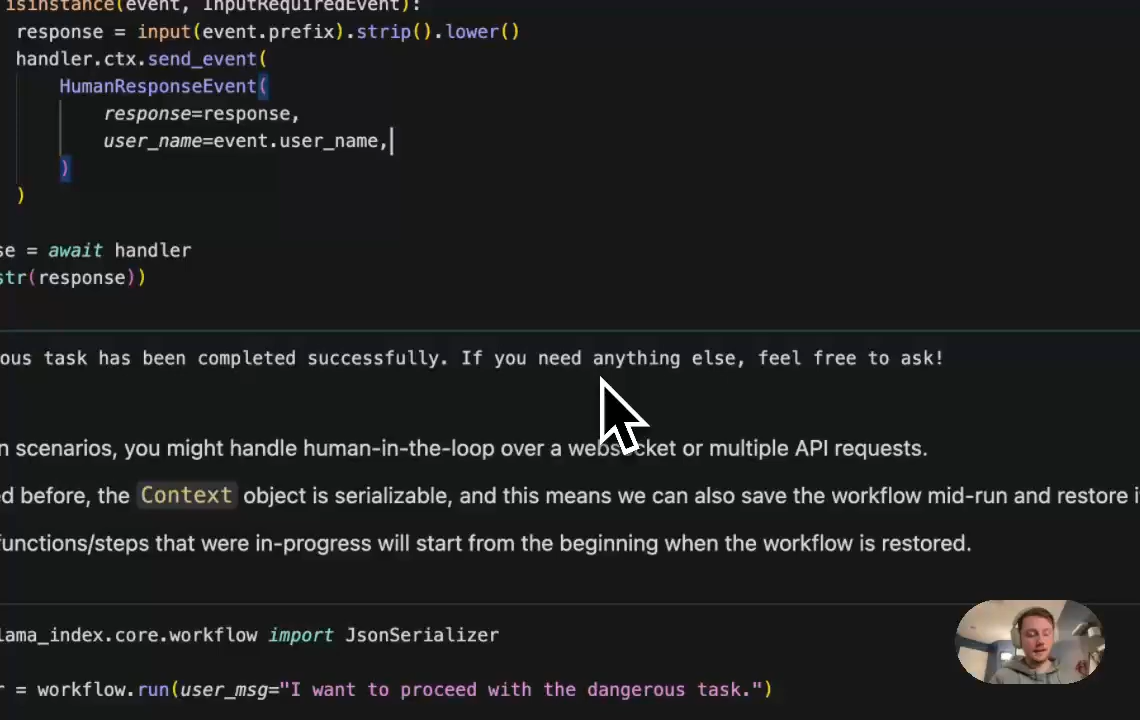 isinstance(event, InputRequiredEvent):
response = input(event.prefix).strip().lower()
handler.ctx.send_event(
HumanResponseEvent(
response=response,
user_name=event.user_name,
)
)
se = await handler
str(response))
ous task has been completed successfully. If you need anything else, feel free to ask!
n scenarios, you might handle human-in-the-loop over a websocket or multiple API requests.
ed before, the Context object is serializable, and this means we can also save the workflow mid-run and restore i
functions/steps that were in-progress will start from the beginning when the workflow is restored.
lama_index.core.workflow import JsonSerializer
r = workflow.run(user_msg="I want to proceed with the dangerous task.")